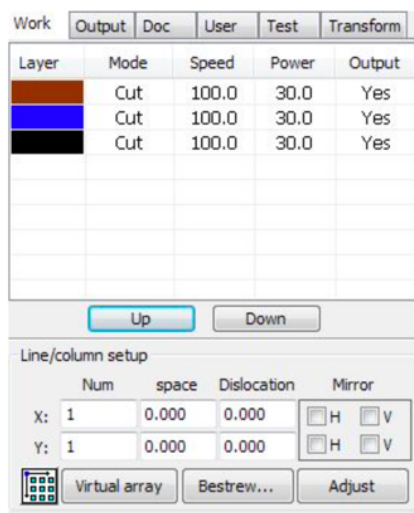 Work Output Doc User Test Transform
Layer Mode Speed Power Output
Cut 100.0 30.0 Yes
Cut 100.0 30.0 Yes
Cut 100.0 30.0 Yes
Up Down
Line/column setup
Num space Dislocation Mirror
X: 1 0.000 0.000 H V
Y: 1 0.000 0.000 H V
Virtual array Bestrew... Adjust